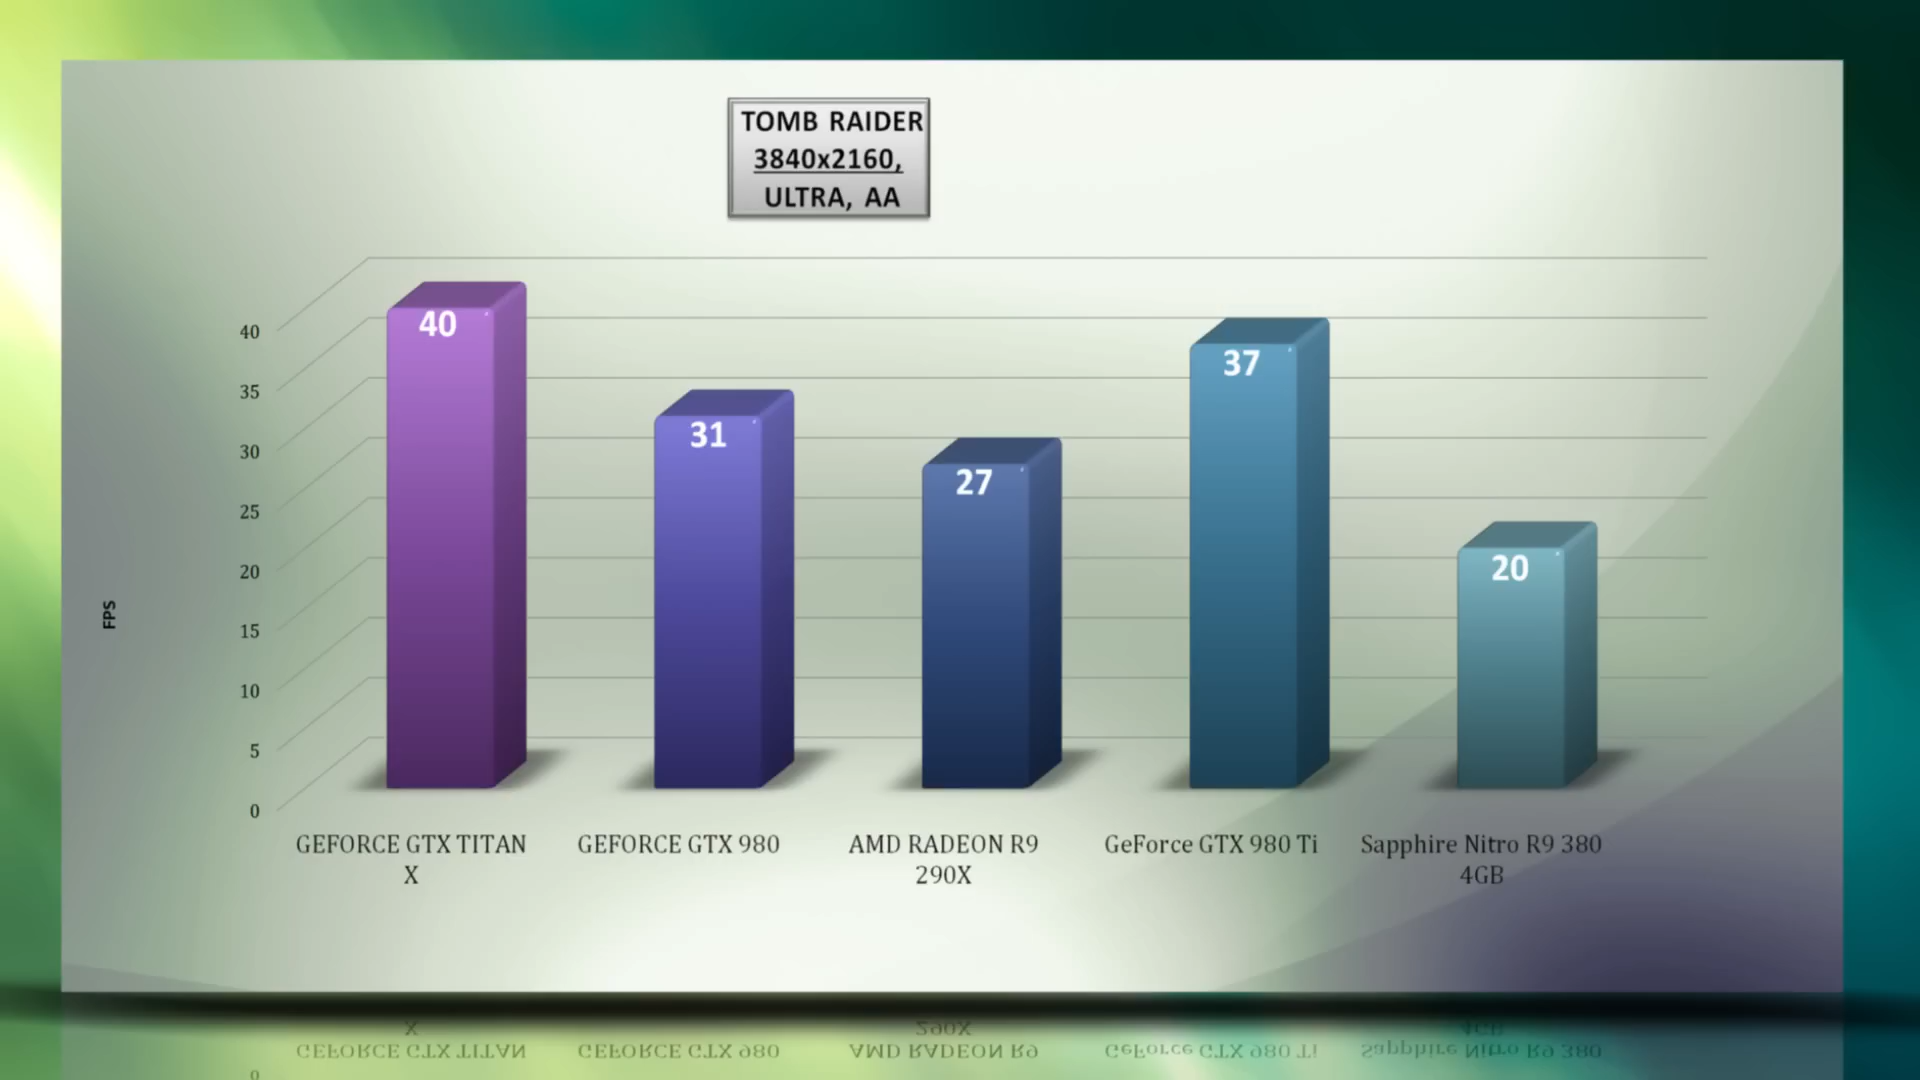 TOMB RAIDER
3840x2160,
ULTRA, AA
40
35
30
25
20
15
10
5
0
FPS
40
31
27
37
20
GEFORCE GTX TITAN
X
GEFORCE GTX 980
AMD RADEON R9
290X
GeForce GTX 980 Ti
Sapphire Nitro R9 380
4GB